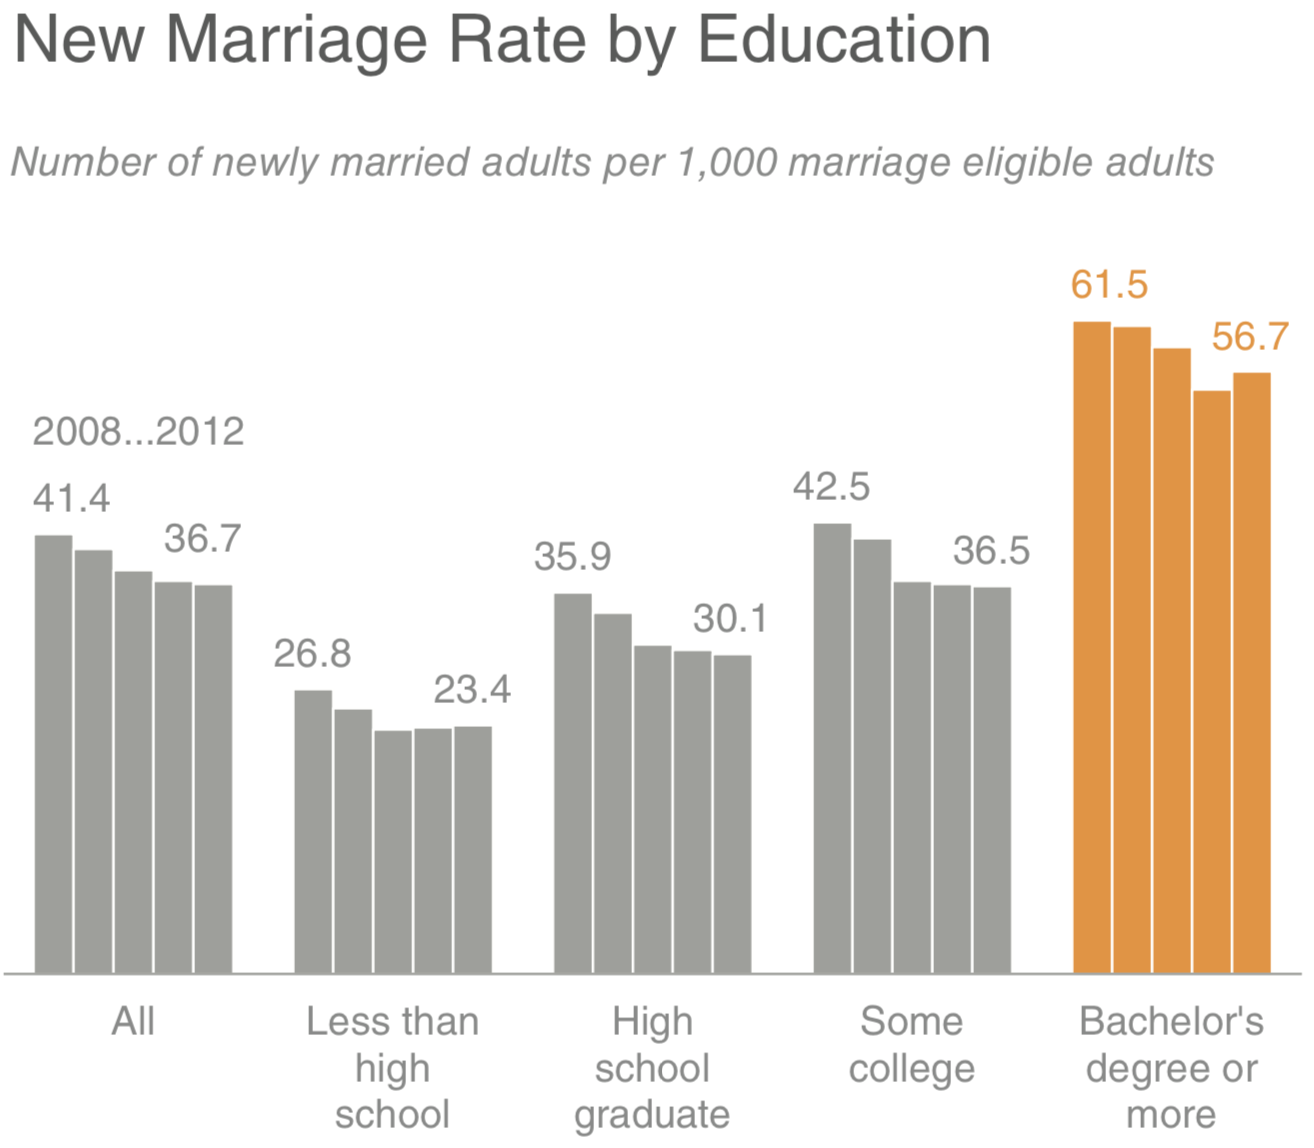 New Marriage Rate by Education
Number of newly married adults per 1,000 marriage eligible adults
2008...2012
41.4
36.7
26.8
23.4
35.9
30.1
42.5
36.5
61.5
56.7
All
Less than
high
school
High
school
graduate
Some
college
Bachelor's
degree or
more